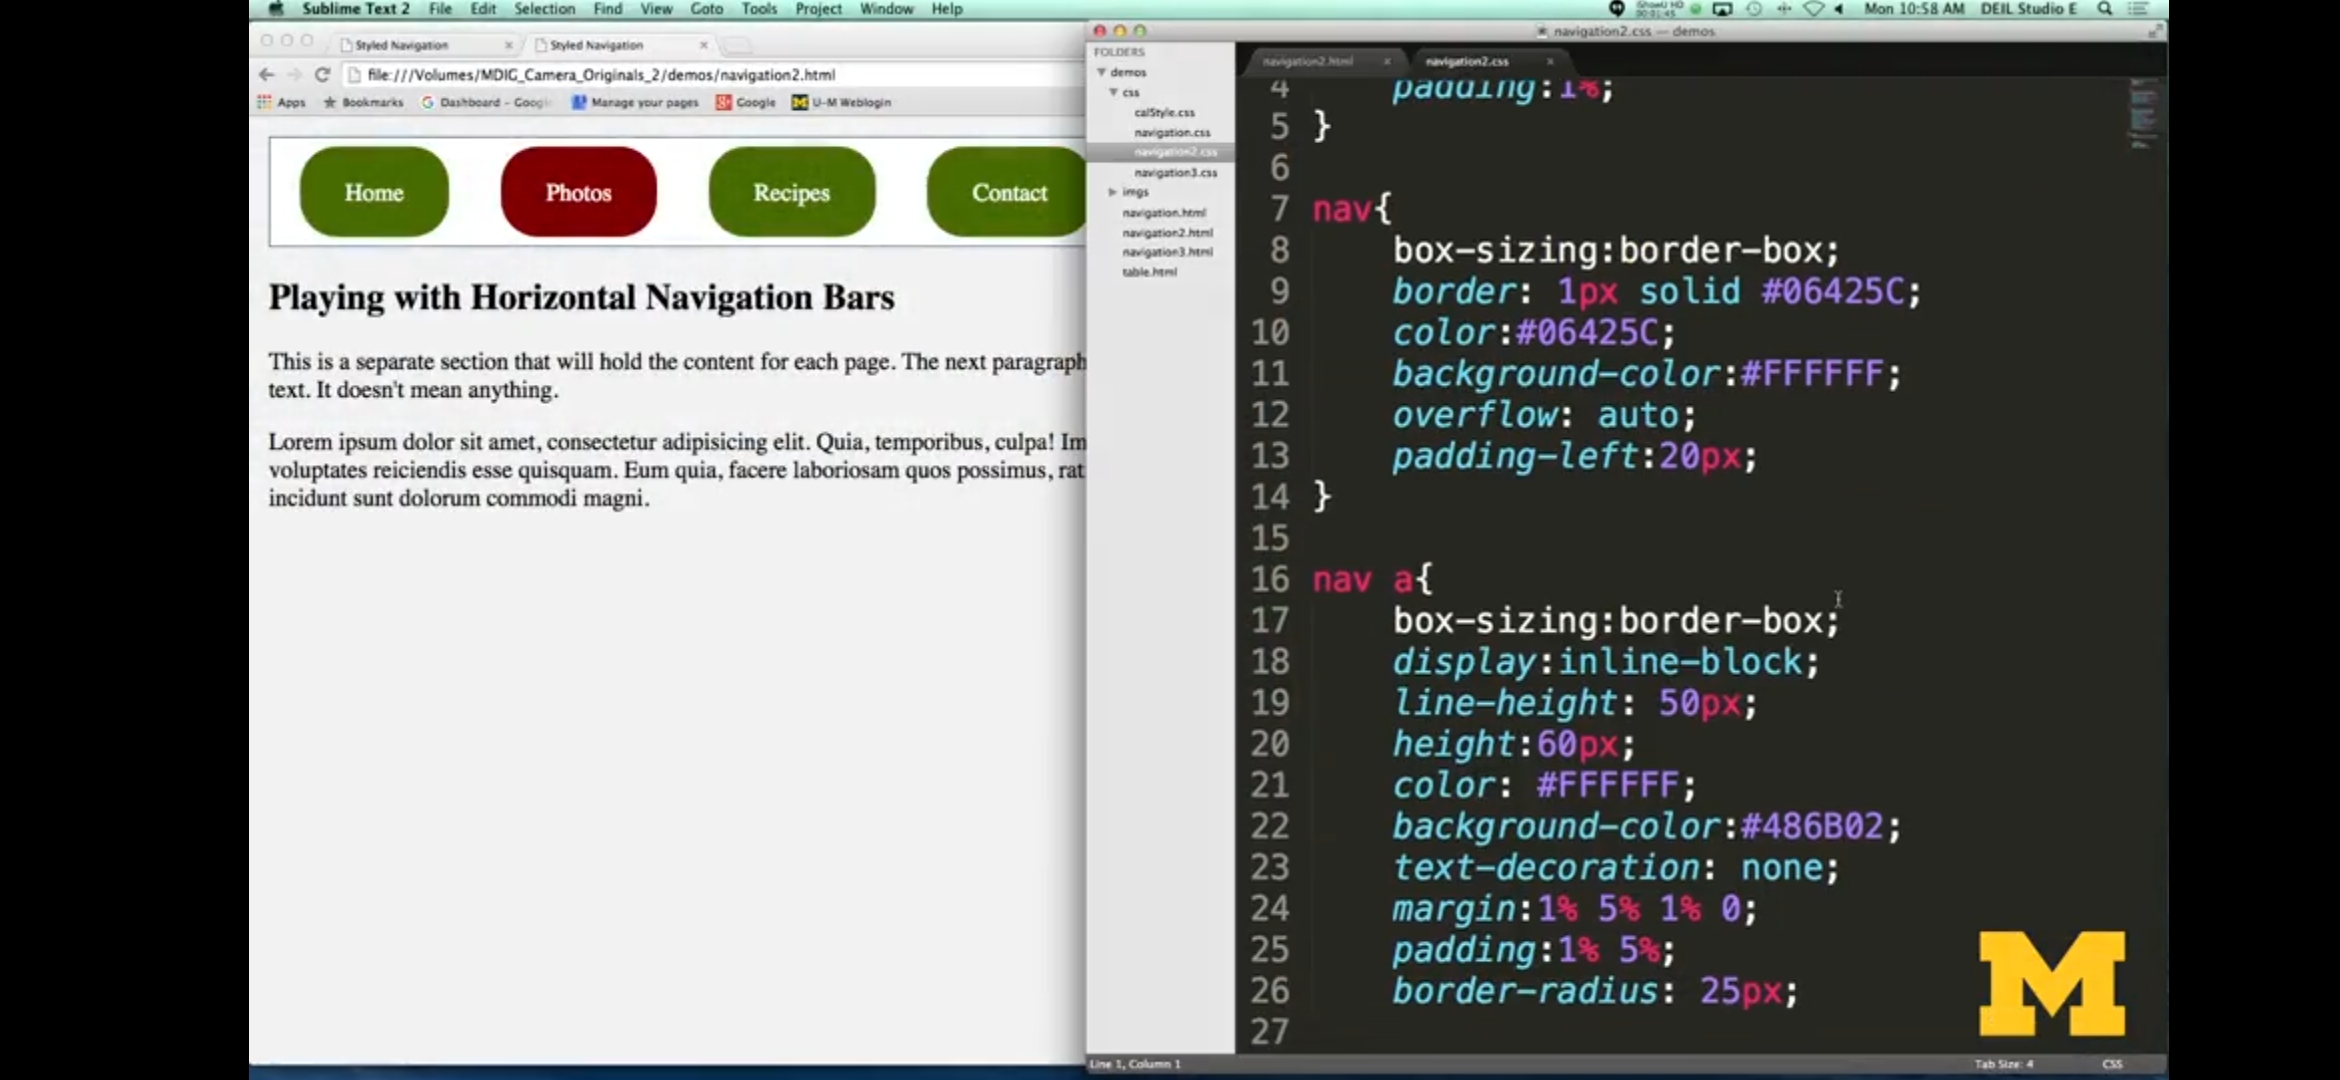 Sublime Text 2 File Edit Selection Find View Goto Tools Project Window Help
Mon 10:58 AM DEIL Studio E
Styled Navigation
Styled Navigation
file:///Volumes/MDIG_Camera_Originals_2/demos/navigation2.html
Apps Bookmarks Dashboard - Googl Manage your pages Google U-M Weblogin
Home Photos Recipes Contact
Playing with Horizontal Navigation Bars
This is a separate section that will hold the content for each page. The next paragraph
text. It doesn't mean anything.
Lorem ipsum dolor sit amet, consectetur adipisicing elit. Quia, temporibus, culpa! Im
voluptates reiciendis esse quisquam. Eum quia, facere laboriosam quos possimus, rat
incidunt sunt dolorum commodi magni.
navigation2.css — demos
FOLDERS
demos
css
calStyle.css
navigation.css
navigation2.css
navigation3.css
imgs
navigation.html
navigation2.html
navigation3.html
table.html
navigation2.html
navigation2.css
4 padding:1%;
5 }
6
7 nav{
8 box-sizing:border-box;
9 border: 1px solid #06425C;
10 color:#06425C;
11 background-color:#FFFFFF;
12 overflow: auto;
13 padding-left:20px;
14 }
15
16 nav a{
17 box-sizing:border-box;
18 display:inline-block;
19 line-height: 50px;
20 height:60px;
21 color: #FFFFFF;
22 background-color:#486B02;
23 text-decoration: none;
24 margin:1% 5% 1% 0;
25 padding:1% 5%;
26 border-radius: 25px;
27
M
Line 1, Column 1
Tab Size: 4
CSS